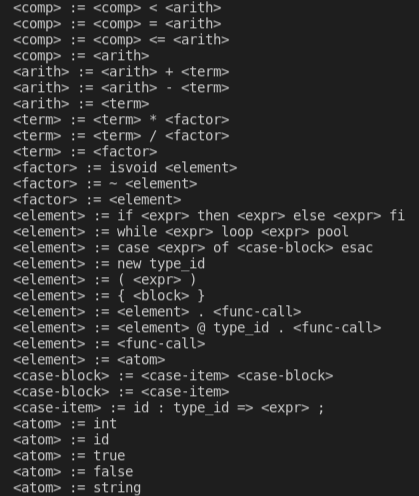 <comp> := <comp> < <arith>
<comp> := <comp> = <arith>
<comp> := <comp> <= <arith>
<comp> := <arith>
<arith> := <arith> + <term>
<arith> := <arith> - <term>
<arith> := <term>
<term> := <term> * <factor>
<term> := <term> / <factor>
<term> := <factor>
<factor> := isvoid <element>
<factor> := ~ <element>
<factor> := <element>
<element> := if <expr> then <expr> else <expr> fi
<element> := while <expr> loop <expr> pool
<element> := case <expr> of <case-block> esac
<element> := new type_id
<element> := ( <expr> )
<element> := { <block> }
<element> := <element> . <func-call>
<element> := <element> @ type_id . <func-call>
<element> := <func-call>
<element> := <atom>
<case-block> := <case-item> <case-block>
<case-block> := <case-item>
<case-item> := id : type_id => <expr> ;
<atom> := int
<atom> := id
<atom> := true
<atom> := false
<atom> := string